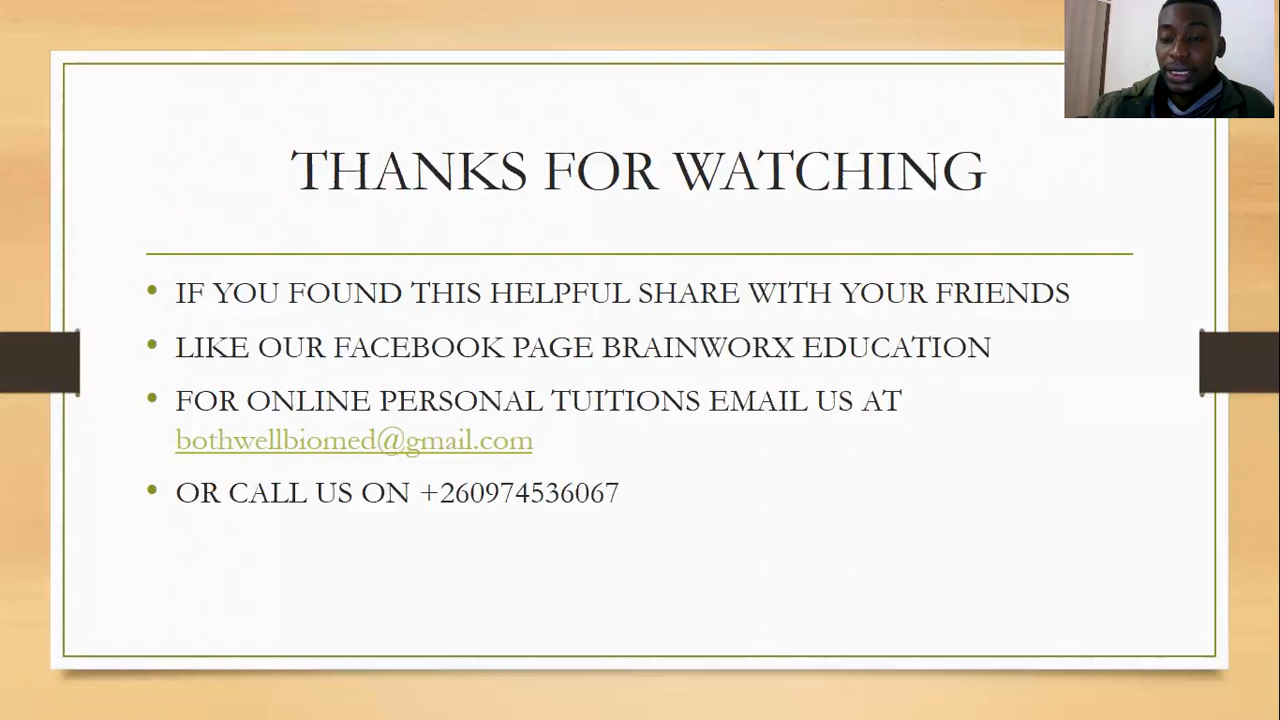 THANKS FOR WATCHING
• IF YOU FOUND THIS HELPFUL SHARE WITH YOUR FRIENDS
• LIKE OUR FACEBOOK PAGE BRAINWORX EDUCATION
• FOR ONLINE PERSONAL TUITIONS EMAIL US AT
bothwellbiomed@gmail.com
• OR CALL US ON +260974536067